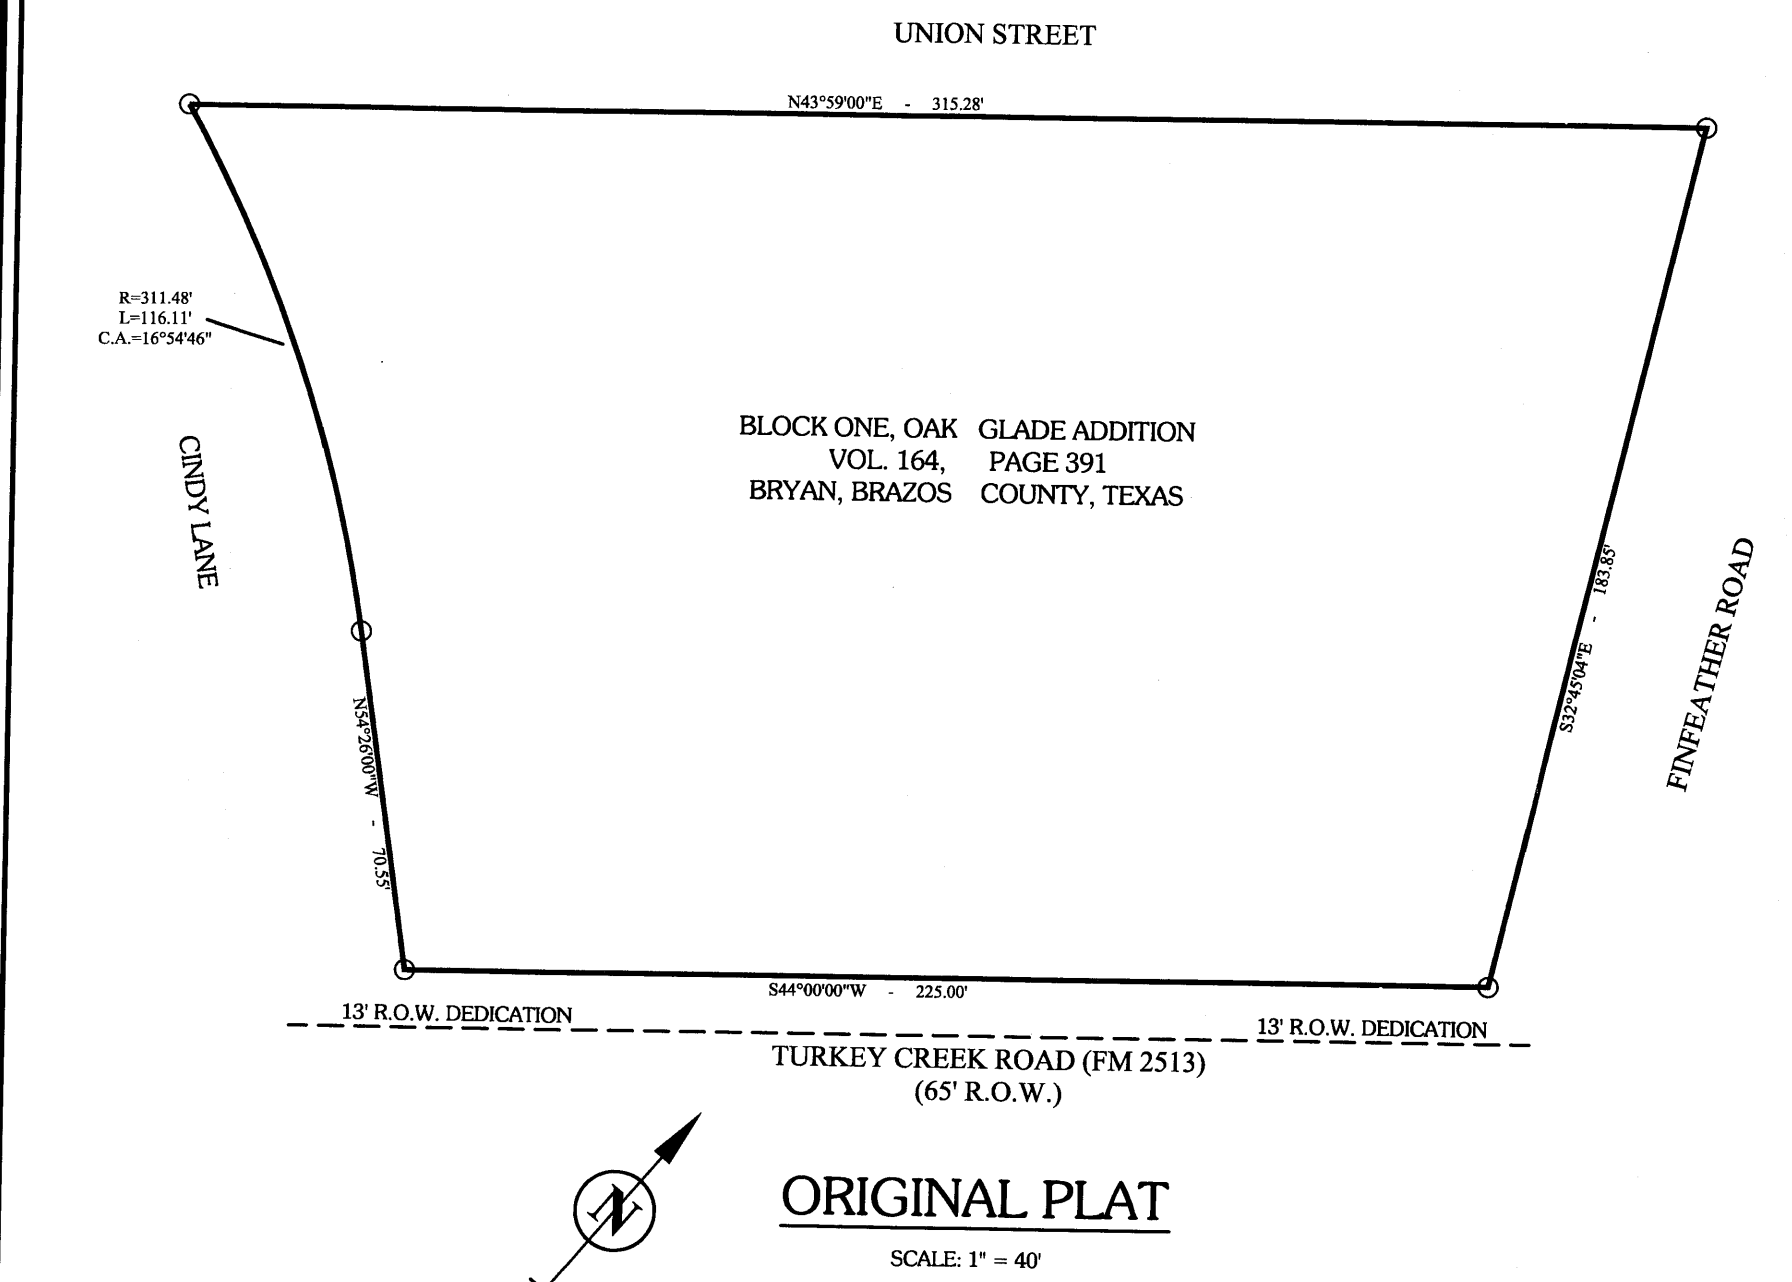 UNION STREET
N43°59'00"E - 315.28'
R=311.48'
L=116.11'
C.A.=16°54'46"
CINDY LANE
BLOCK ONE, OAK GLADE ADDITION
VOL. 164, PAGE 391
BRYAN, BRAZOS COUNTY, TEXAS
S32°45'04"E - 183.85'
FINFEATHER ROAD
N54°26'00"W - 70.55'
S44°00'00"W - 225.00'
13' R.O.W. DEDICATION
13' R.O.W. DEDICATION
TURKEY CREEK ROAD (FM 2513)
(65' R.O.W.)
N
ORIGINAL PLAT
SCALE: 1" = 40'